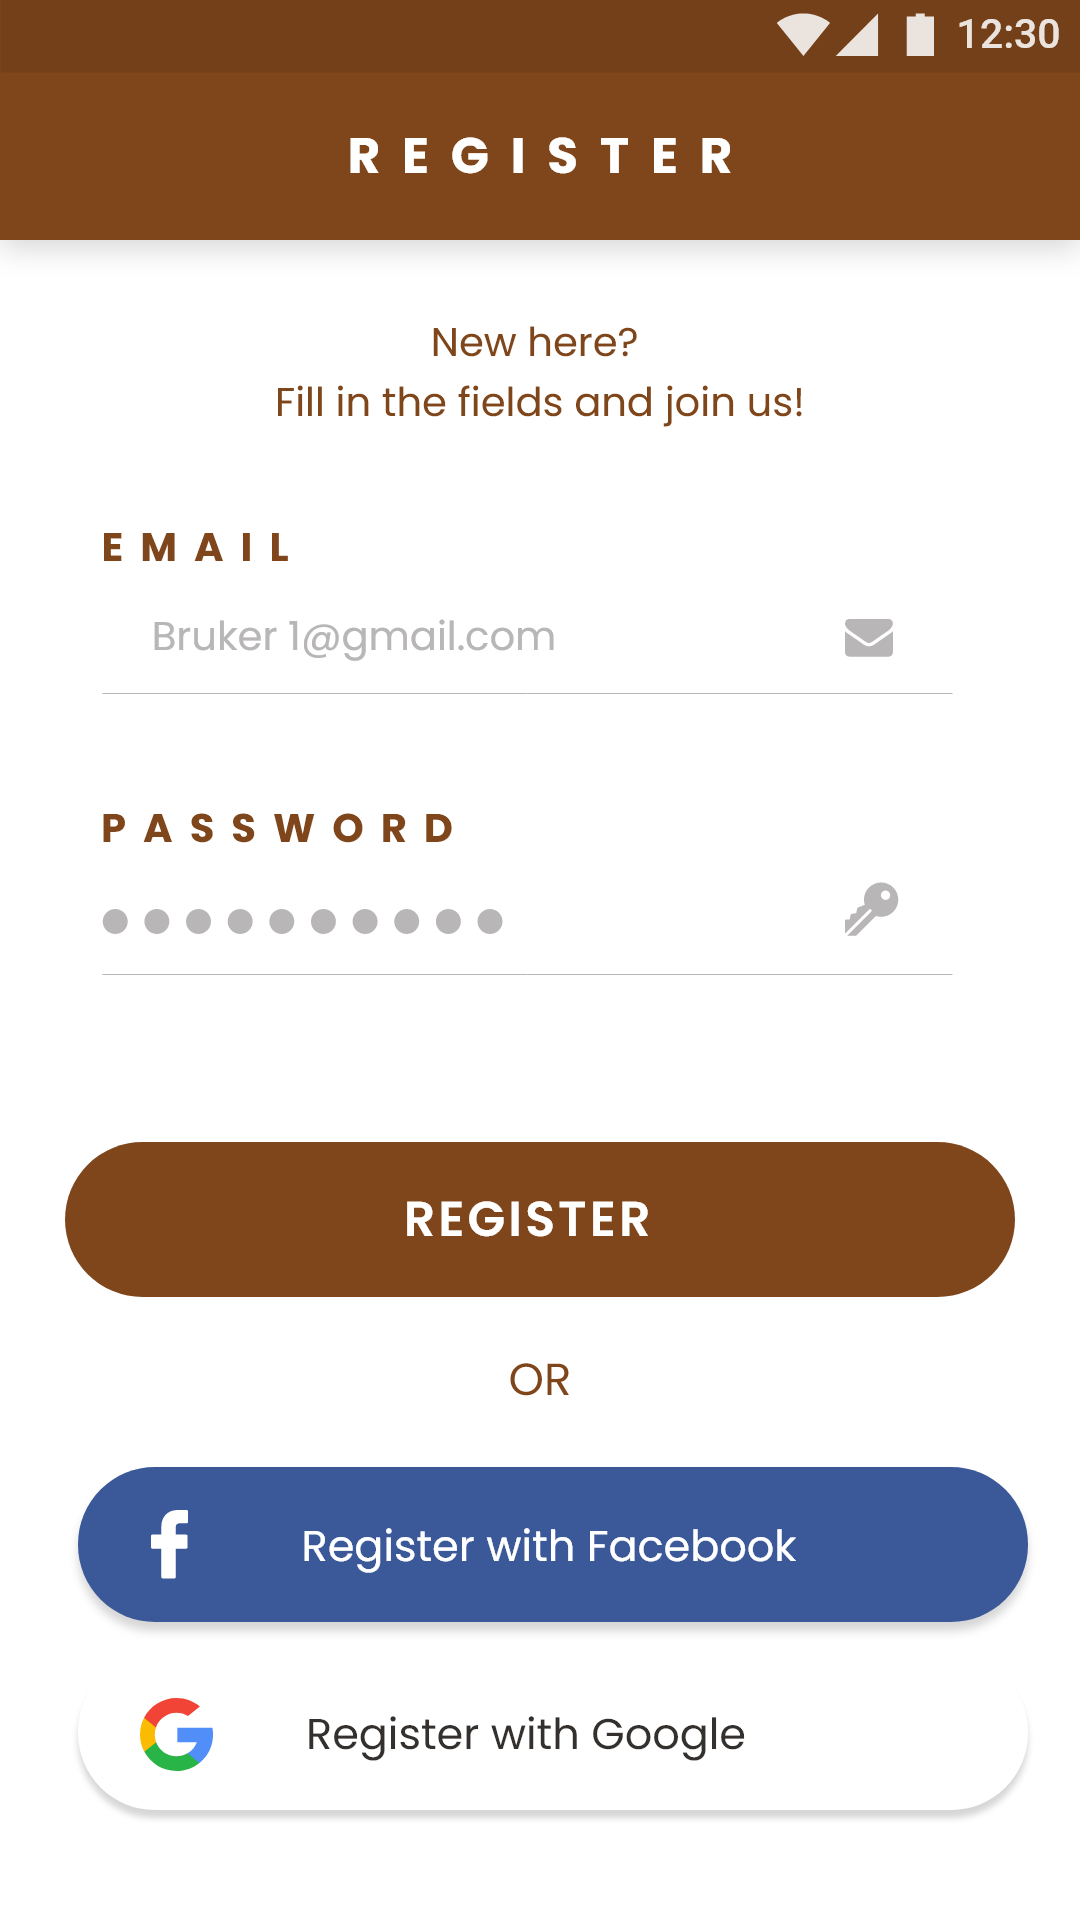 12:30
REGISTER
New here?
Fill in the fields and join us!
EMAIL
Bruker 1@gmail.com
PASSWORD
REGISTER
OR
Register with Facebook
Register with Google